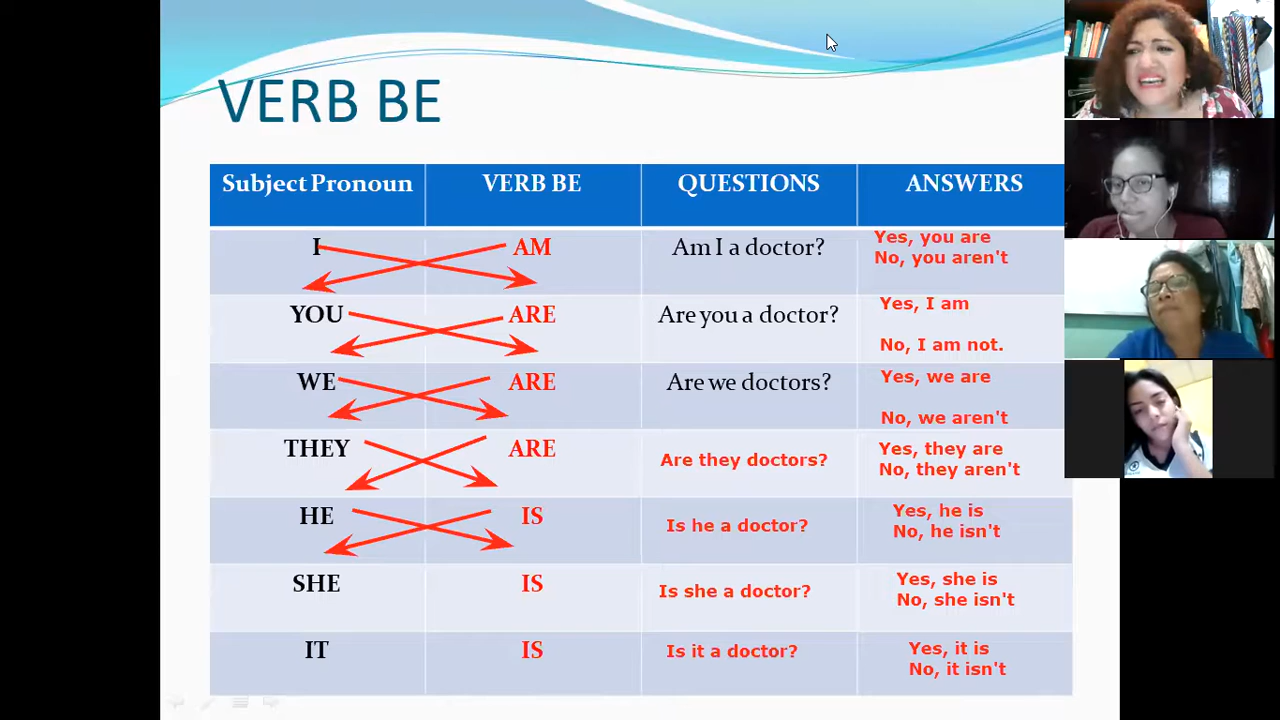 VERB BE
Subject Pronoun VERB BE QUESTIONS ANSWERS
I AM Am I a doctor? Yes, you are
No, you aren't
YOU ARE Are you a doctor? Yes, I am
No, I am not.
WE ARE Are we doctors? Yes, we are
No, we aren't
THEY ARE Are they doctors? Yes, they are
No, they aren't
HE IS Is he a doctor? Yes, he is
No, he isn't
SHE IS Is she a doctor? Yes, she is
No, she isn't
IT IS Is it a doctor? Yes, it is
No, it isn't